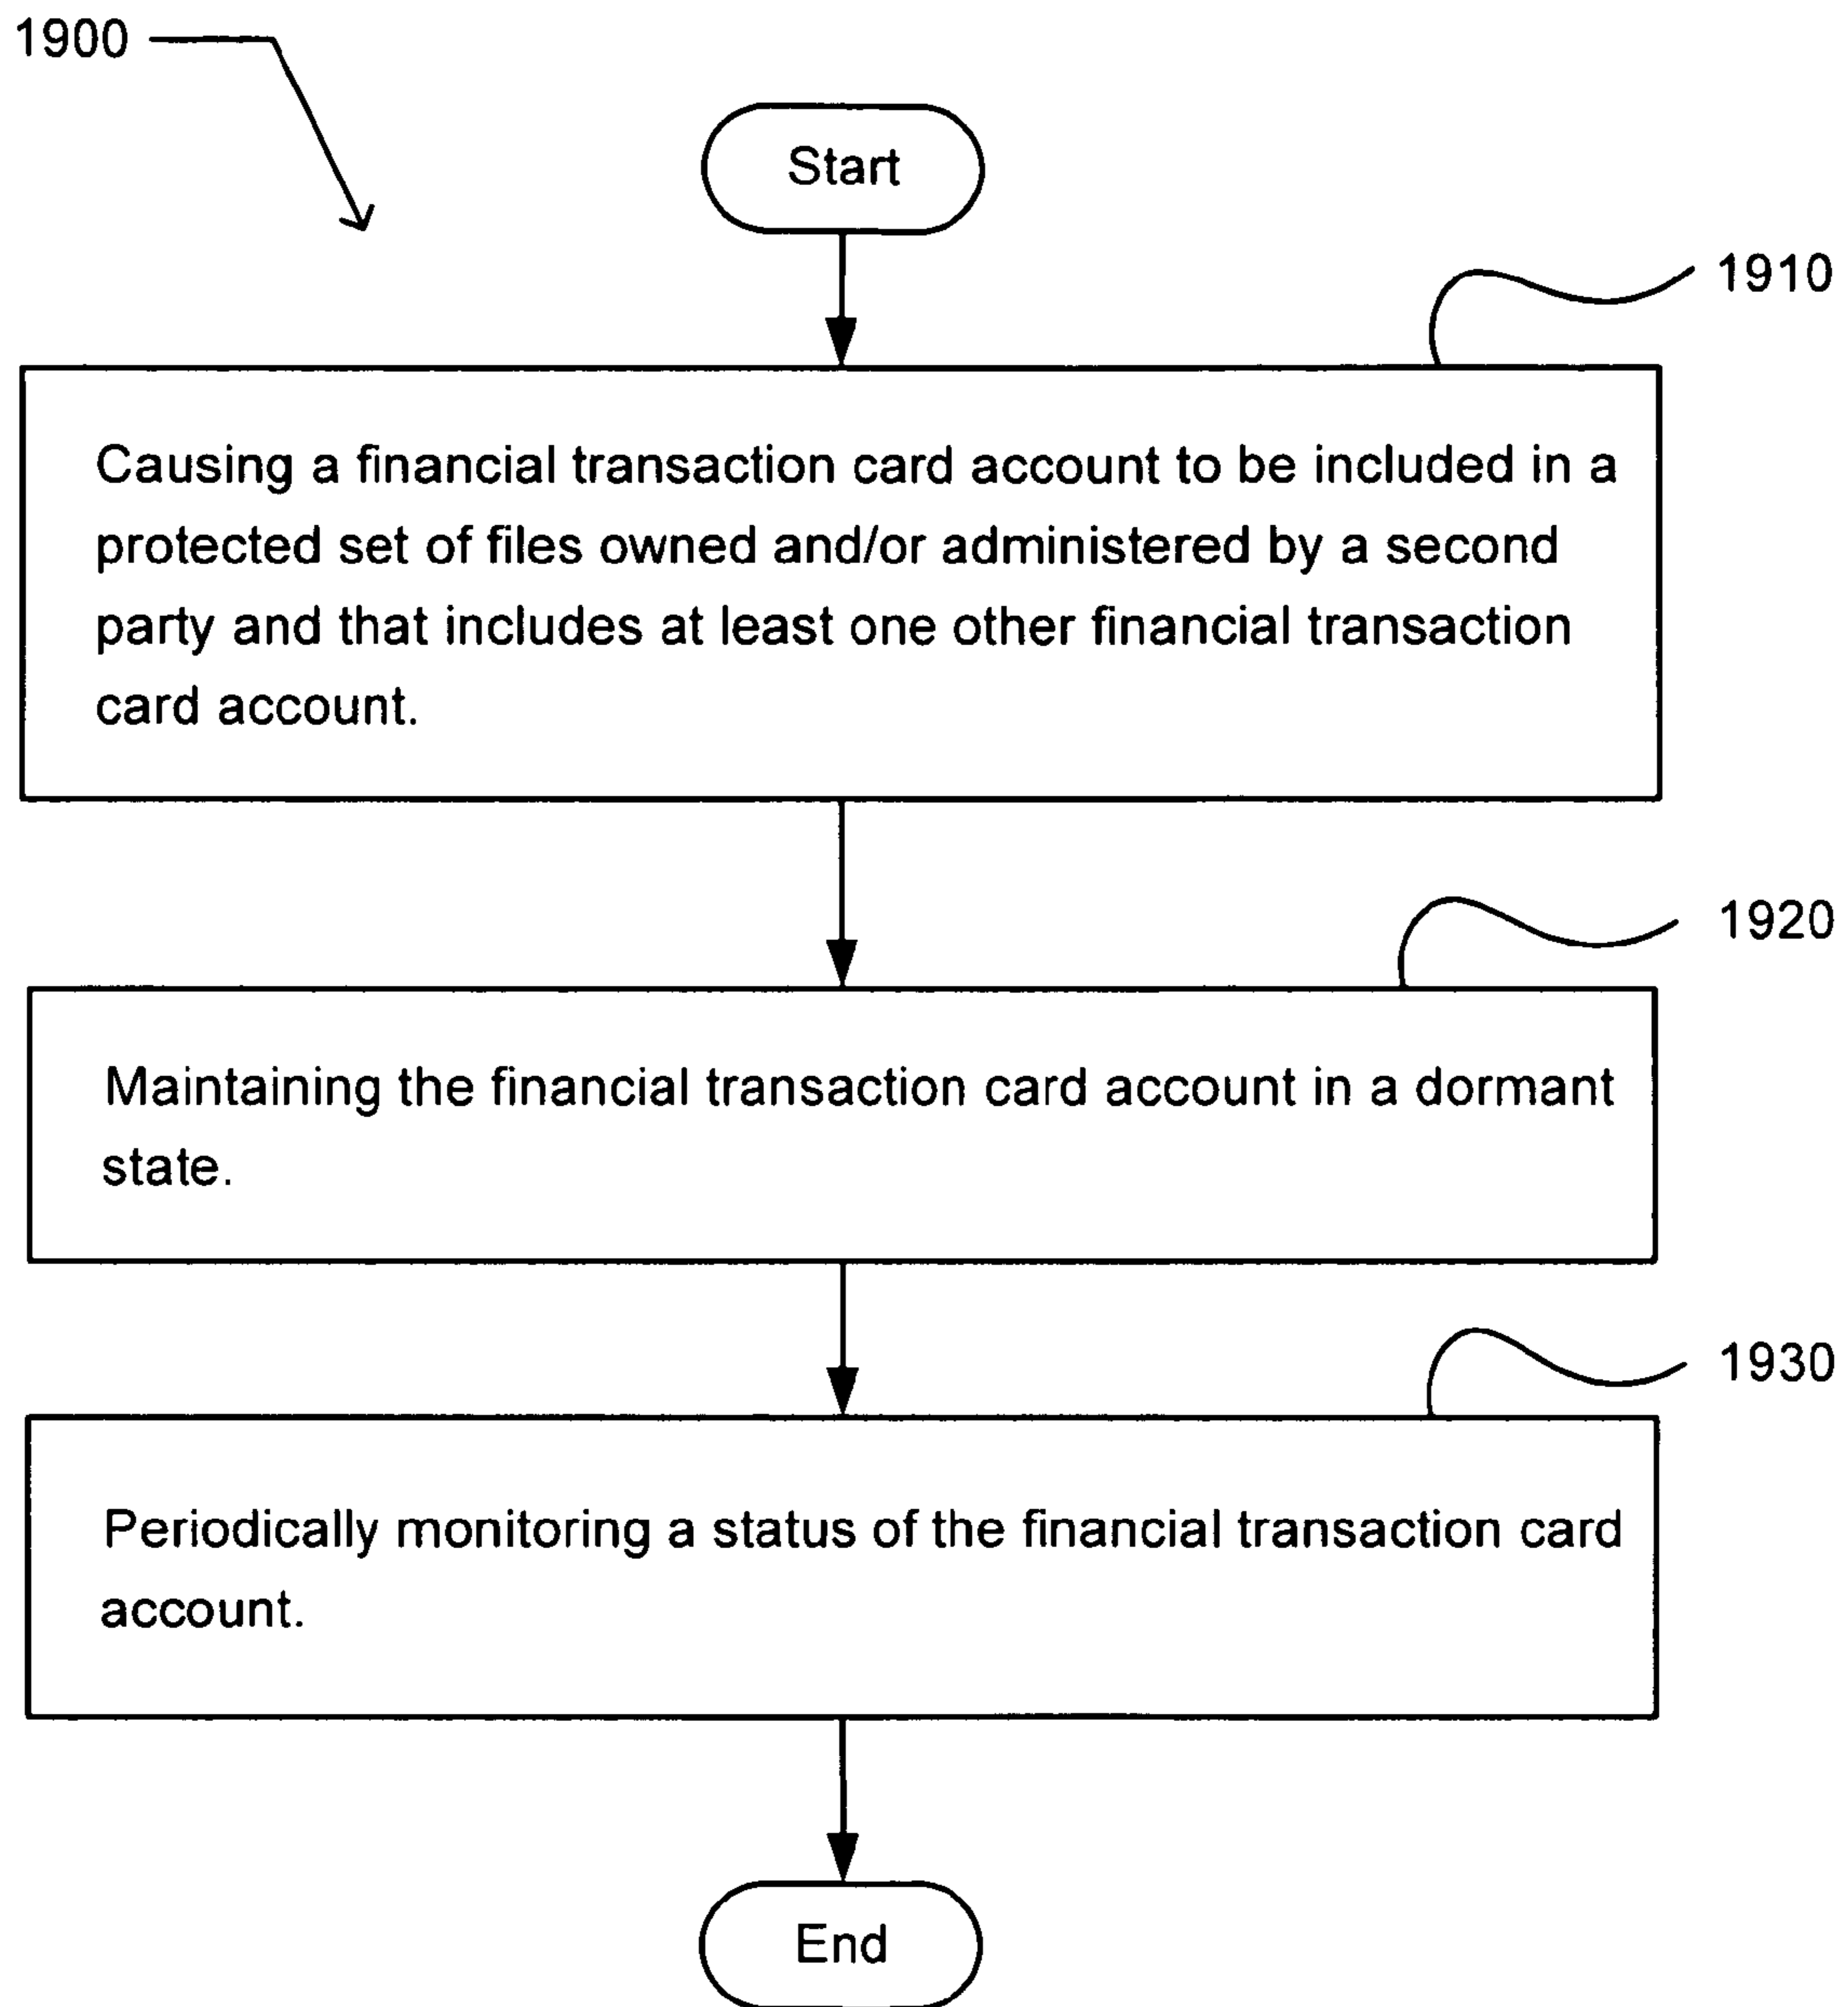 1900
Start
1910
Causing a financial transaction card account to be included in a
protected set of files owned and/or administered by a second
party and that includes at least one other financial transaction
card account.
1920
Maintaining the financial transaction card account in a dormant
state.
1930
Periodically monitoring a status of the financial transaction card
account.
End